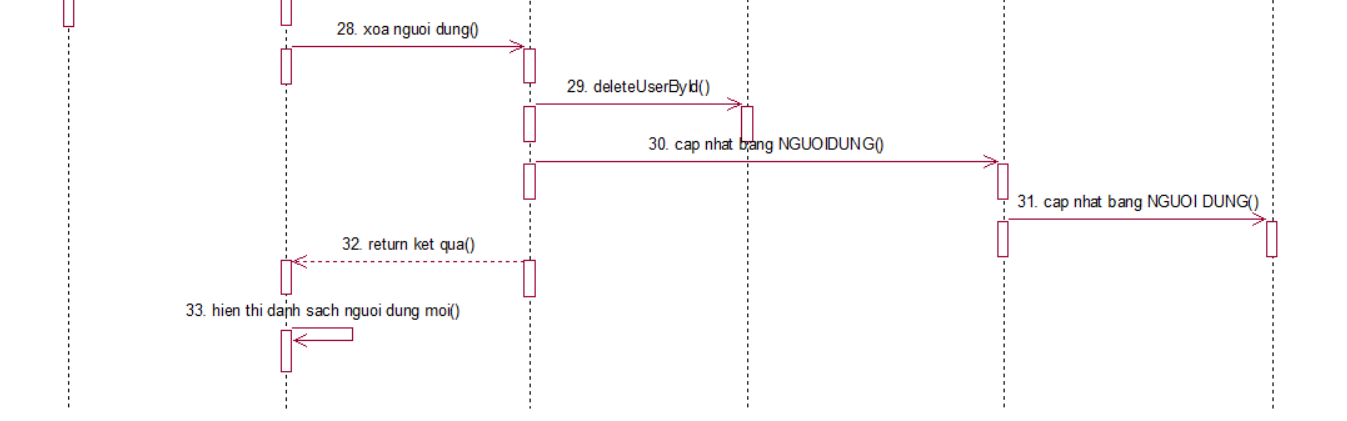 28. xoa nguoi dung()
29. deleteUserById()
30. cap nhat bang NGUOIDUNG()
31. cap nhat bang NGUOI DUNG()
32. return ket qua()
33. hien thi danh sach nguoi dung moi()